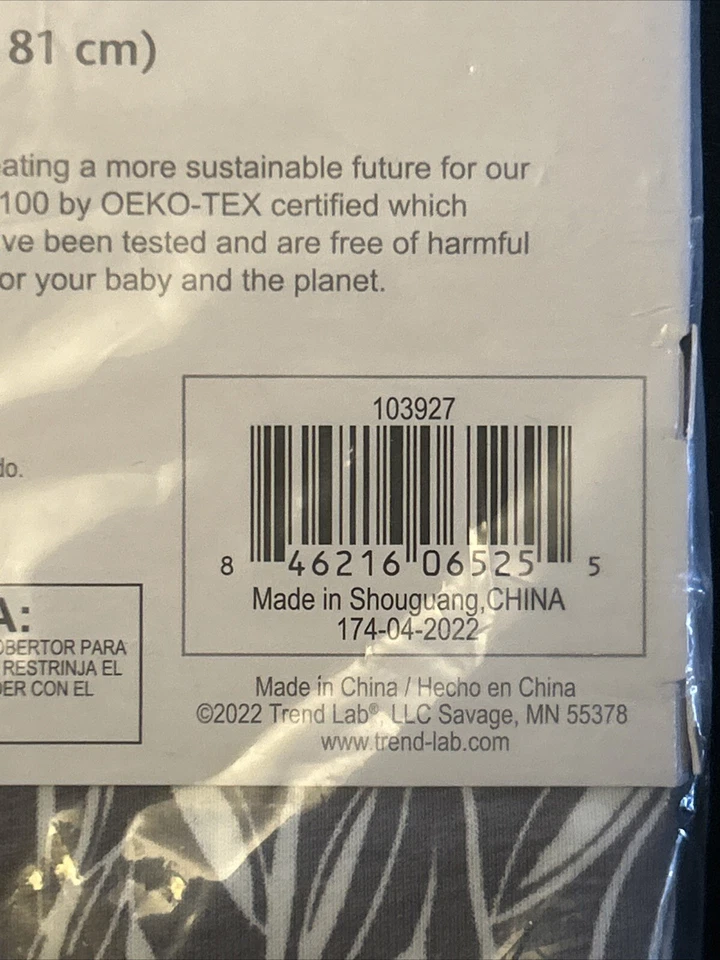 81 cm)
eating a more sustainable future for our
100 by OEKO-TEX certified which
ve been tested and are free of harmful
or your baby and the planet.
do.
103927
8 46216 06525 5
Made in Shouguang,CHINA
174-04-2022
A:
OBERTOR PARA
RESTRINJA EL
DER CON EL
Made in China / Hecho en China
©2022 Trend Lab®, LLC Savage, MN 55378
www.trend-lab.com